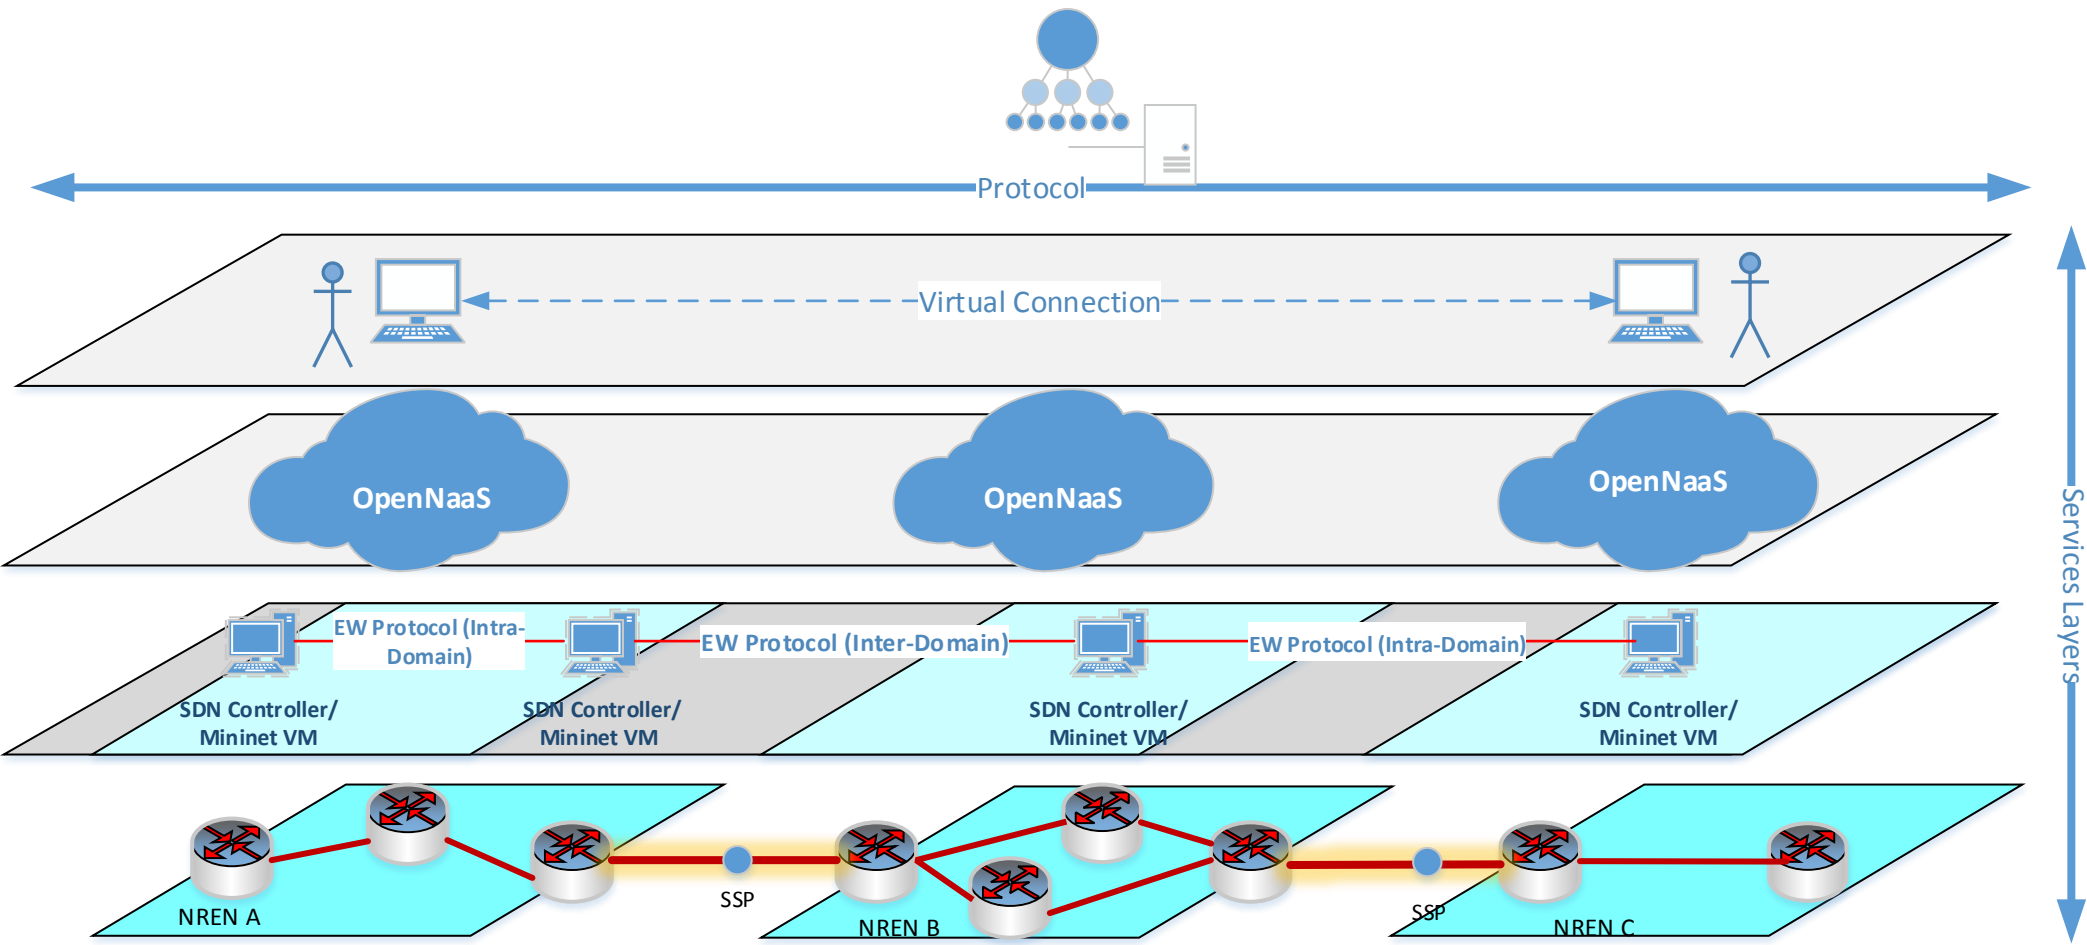 Protocol
Virtual Connection
OpenNaaS
OpenNaaS
OpenNaaS
Services Layers
EW Protocol (Intra-
Domain)
EW Protocol (Inter-Domain)
EW Protocol (Intra-Domain)
SDN Controller/
Mininet VM
SDN Controller/
Mininet VM
SDN Controller/
Mininet VM
SDN Controller/
Mininet VM
NREN A
SSP
NREN B
SSP
NREN C